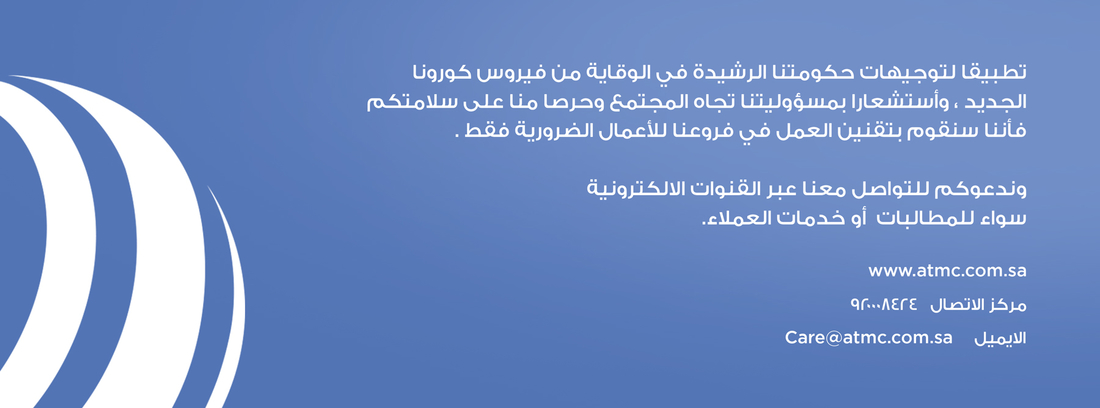 تطبيقا لتوجيهات حكومتنا الرشيدة في الوقاية من فيروس كورونا
الجديد ، وأستشعارا بمسؤوليتنا تجاه المجتمع وحرصا منا على سلامتكم
فأننا سنقوم بتقنين العمل في فروعنا للأعمال الضرورية فقط .
وندعوكم للتواصل معنا عبر القنوات الالكترونية
سواء للمطالبات أو خدمات العملاء.
www.atmc.com.sa
مركز الاتصال ٩٢٠٠٠٨٤٢٤
الايميل Care@atmc.com.sa